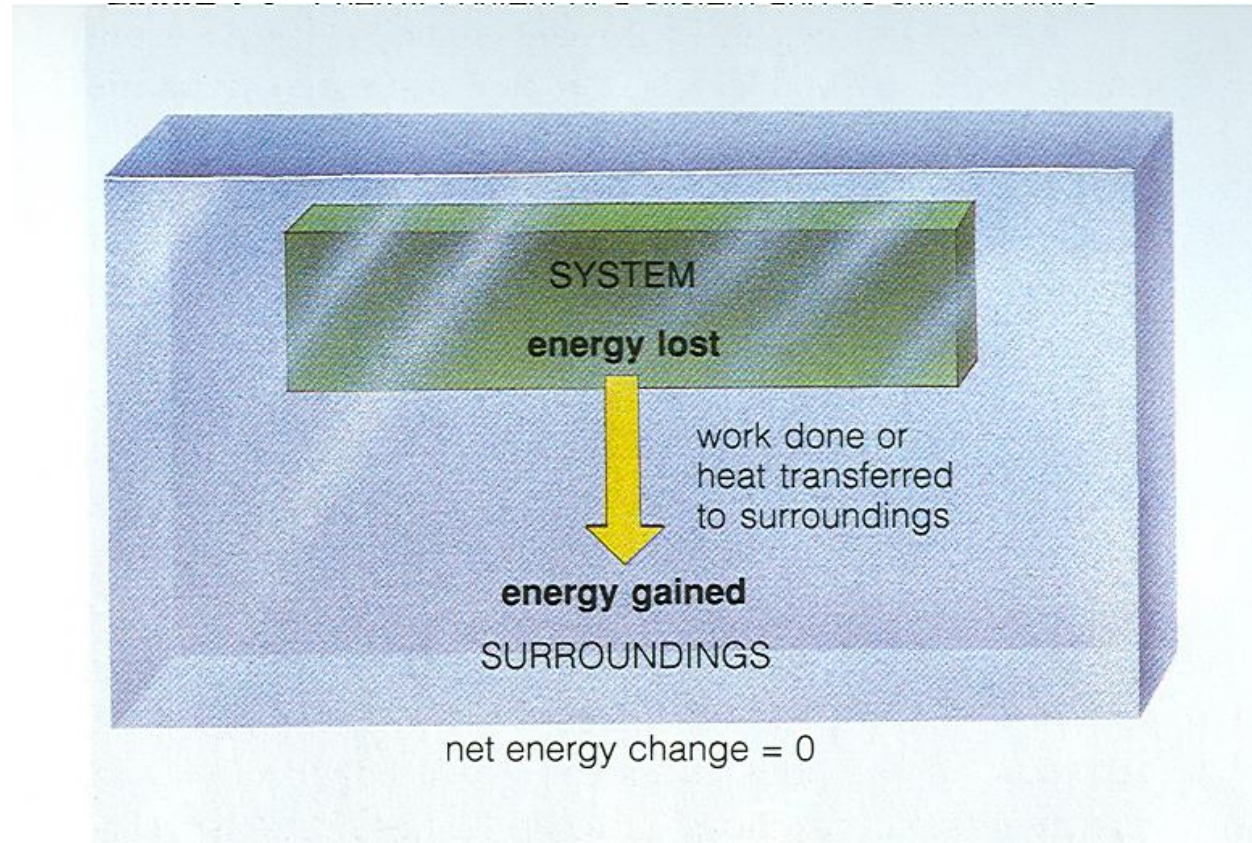 SYSTEM
energy lost
work done or
heat transferred
to surroundings
energy gained
SURROUNDINGS
net energy change = 0